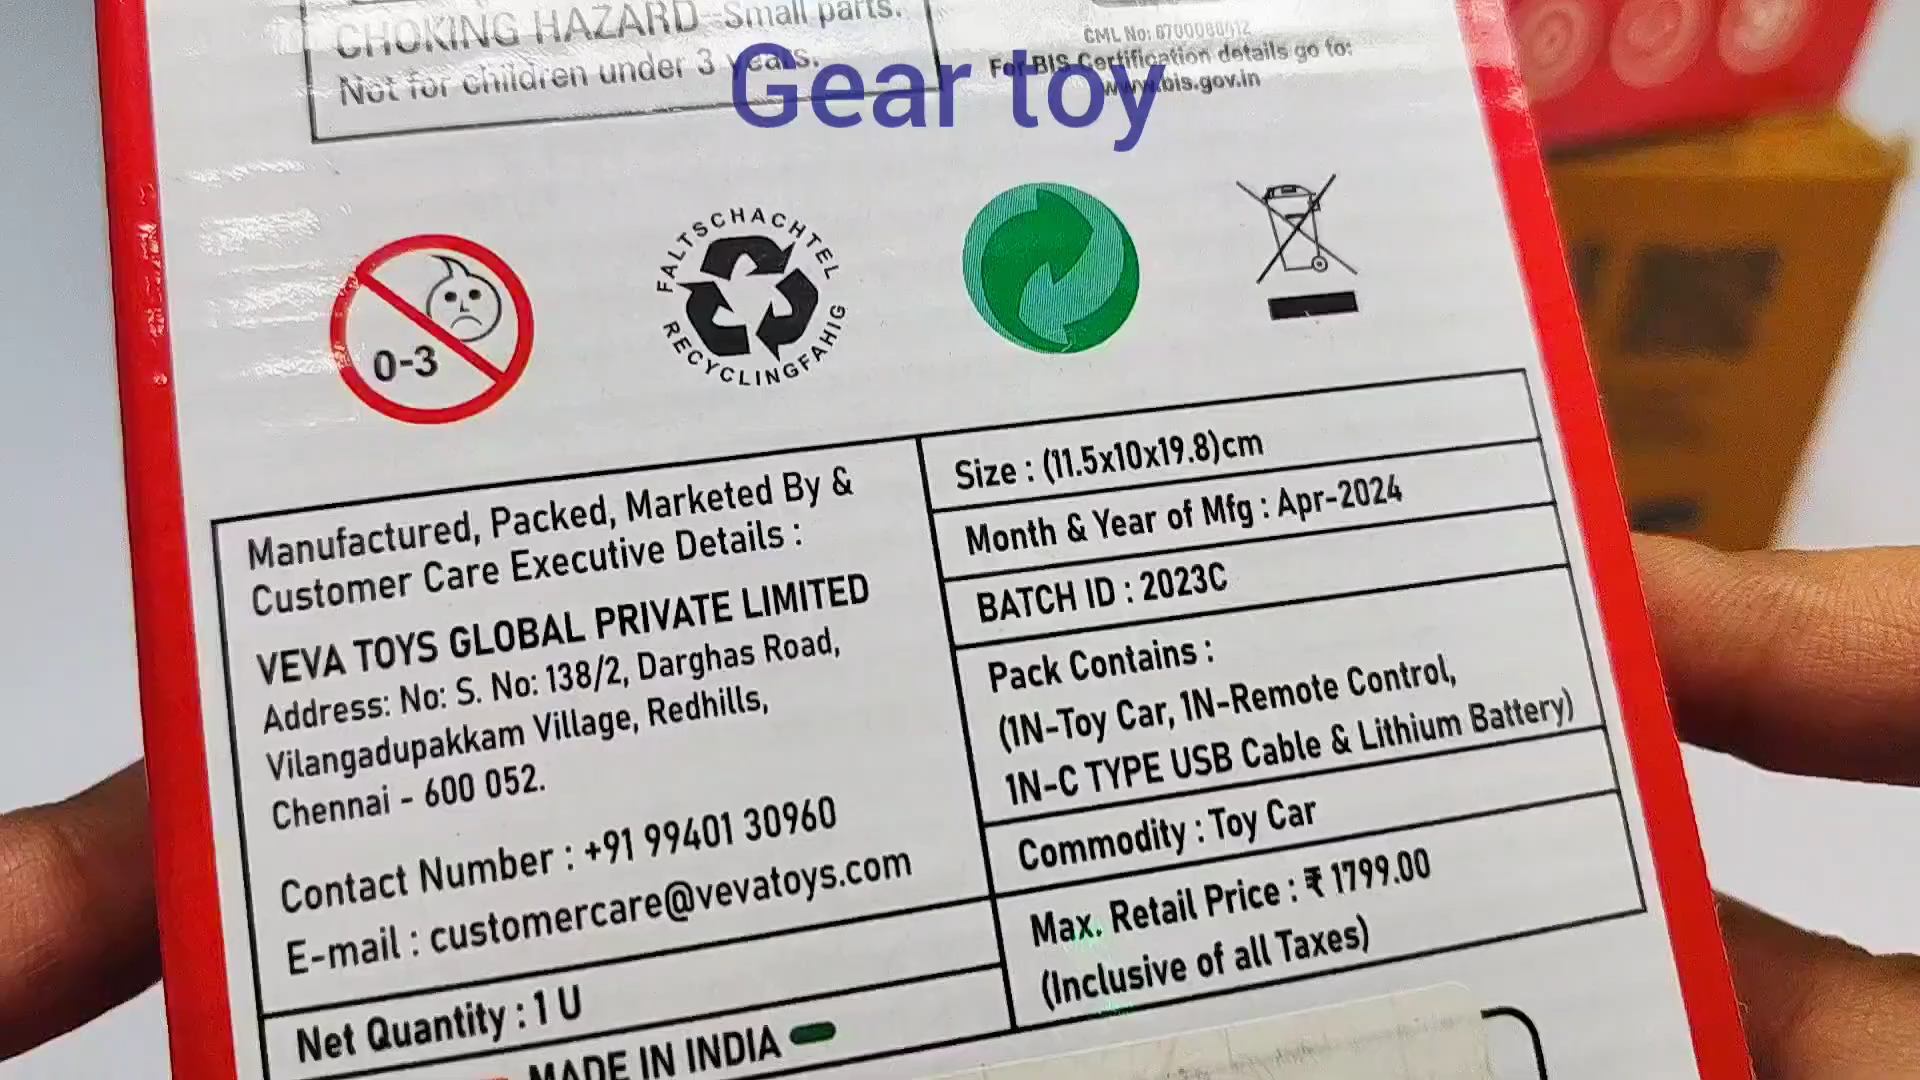 CHOKING HAZARD-Small parts.
Not for children under 3 years.
CML No:
For BIS Certification details go to:
www.bis.gov.in
Gear toy
0-3
FALTSCHACHTEL
RECYCLINGFAHIG
Manufactured, Packed, Marketed By &
Customer Care Executive Details :
VEVA TOYS GLOBAL PRIVATE LIMITED
Address: No: S. No: 138/2, Darghas Road,
Vilangadupakkam Village, Redhills,
Chennai - 600 052.
Contact Number : +91 99401 30960
E-mail : customercare@vevatoys.com
Net Quantity : 1 U
MADE IN INDIA
Size : (11.5x10x19.8)cm
Month & Year of Mfg : Apr-2024
BATCH ID : 2023C
Pack Contains :
(1N-Toy Car, 1N-Remote Control,
1N-C TYPE USB Cable & Lithium Battery)
Commodity : Toy Car
Max. Retail Price : ₹ 1799.00
(Inclusive of all Taxes)